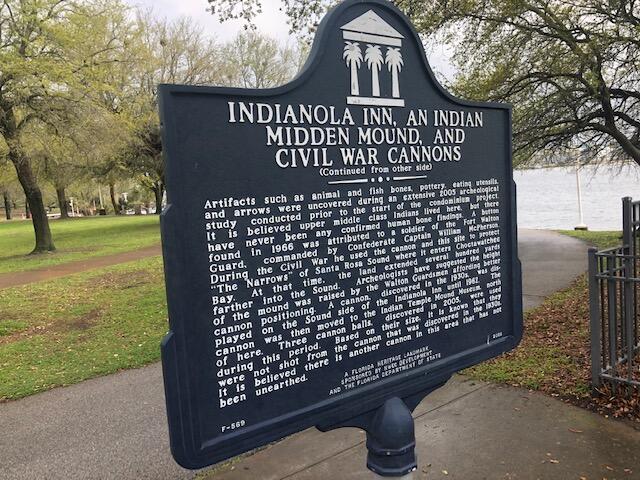 INDIANOLA INN, AN INDIAN
MIDDEN MOUND, AND
CIVIL WAR CANNONS
(Continued from other side)
Artifacts such as animal and fish bones, pottery, eating utensils,
and arrows were uncovered during an extensive 2005 archeological
study conducted prior to the start of the condominium project.
It is believed upper middle class Indians lived here, but there
have never been any confirmed human bone findings. A button
found in 1966 was attributed to a soldier of the Fort Walton
Guard, commanded by Confederate Captain William McPherson.
During the Civil War he used the cannon and this site to protect
"The Narrows" of Santa Rosa Sound where it enters Choctawatchee
Bay. At that time, the land extended several hundred yards
farther into the Sound. Archeologists have suggested the height
of the mound was raised by the Walton Guardsmen affording better
cannon positioning. A cannon, discovered in the 1930s, was dis-
played on the Sound side of the Indianola Inn until 1961. The
cannon was then moved to the Indian Temple Mound Museum north
of here. Three cannon balls, discovered in 2005, were used
during this period. Based on their size, it is known that they
were not shot from the cannon that was discovered in the 1930s.
It is believed there is another cannon in this area that has not
been unearthed.
A FLORIDA HERITAGE LANDMARK
SPONSORED BY DEVELOPMENT
AND THE FLORIDA DEPARTMENT OF STATE
F-569